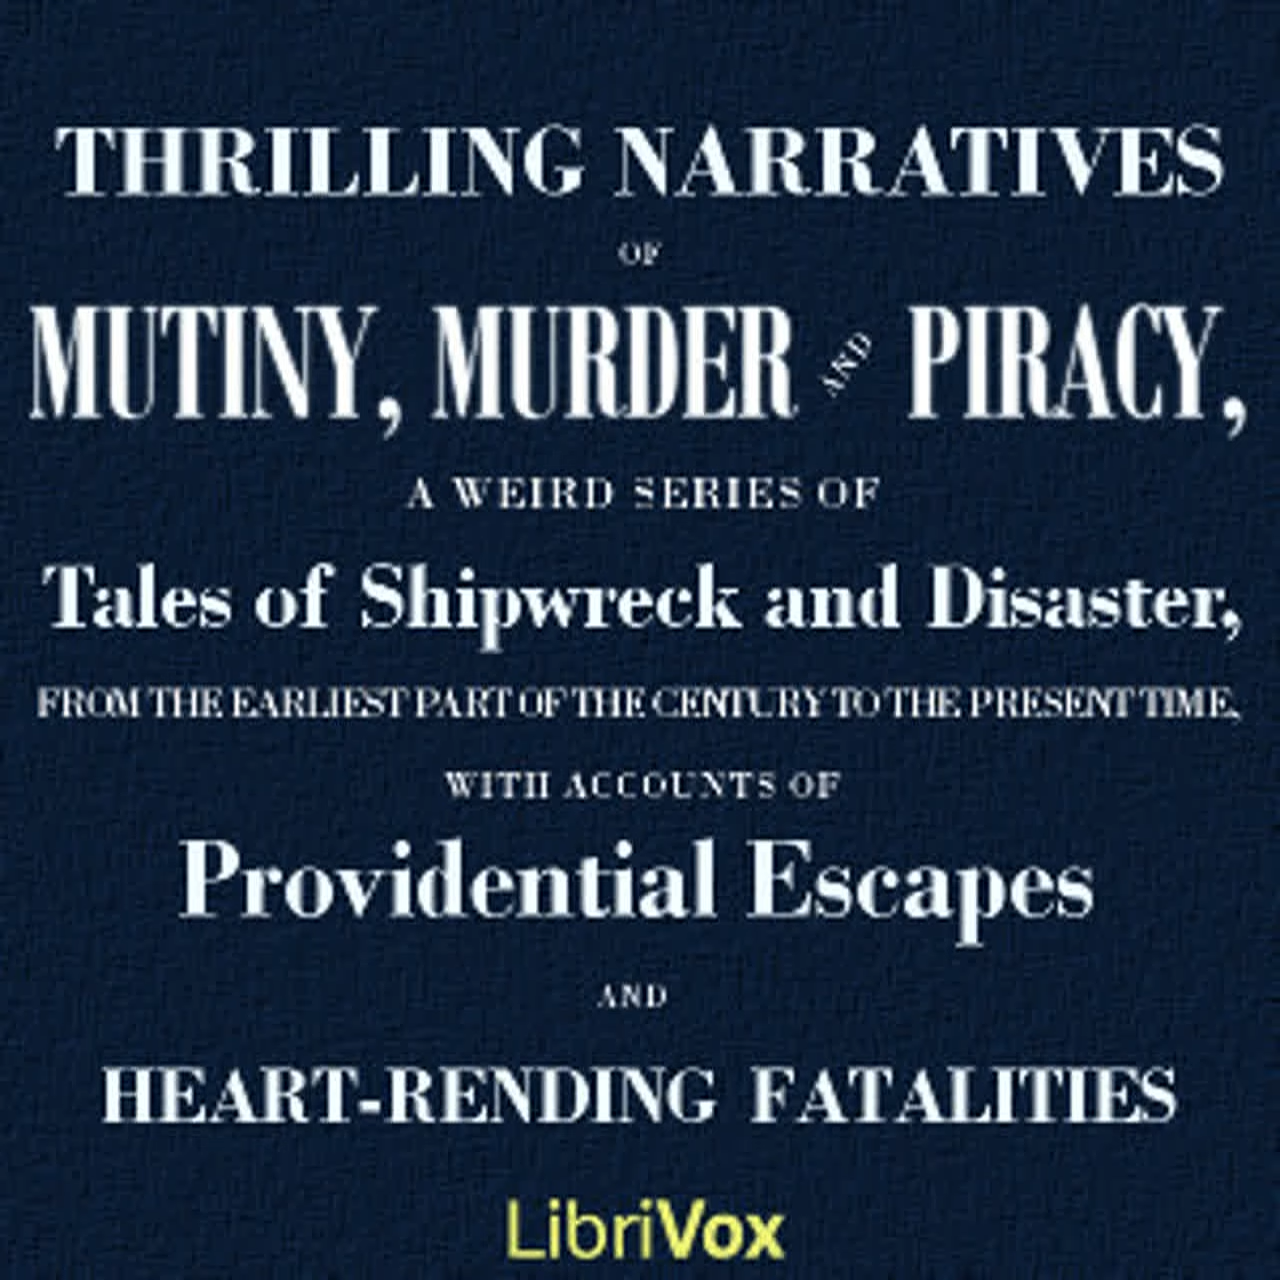 THRILLING NARRATIVES
OF
MUTINY, MURDER AND PIRACY,
A WEIRD SERIES OF
Tales of Shipwreck and Disaster,
FROM THE EARLIEST PART OF THE CENTURY TO THE PRESENT TIME,
WITH ACCOUNTS OF
Providential Escapes
AND
HEART-RENDING FATALITIES
LibriVox